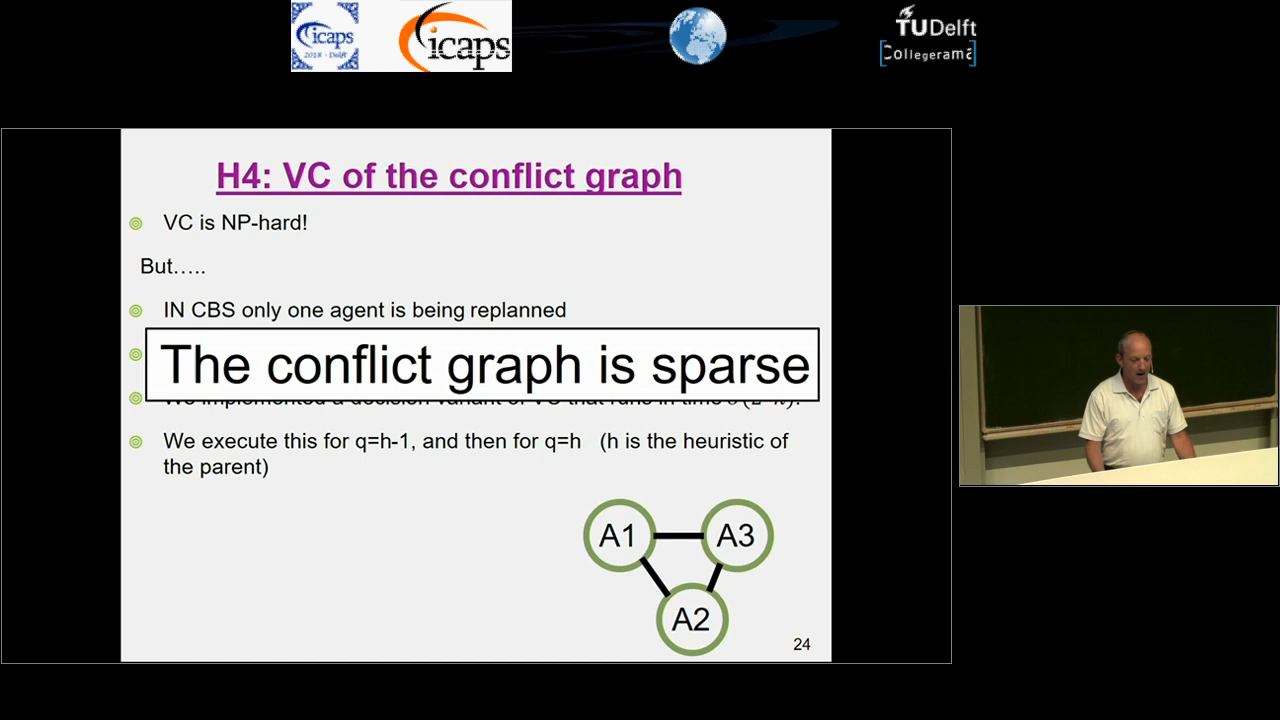 icaps
2018 - Delft
icaps
TUDelft
Collegerama
H4: VC of the conflict graph
VC is NP-hard!
But…..
IN CBS only one agent is being replanned
The conflict graph is sparse
We implemented a decision variant of VC that runs in time
We execute this for q=h-1, and then for q=h (h is the heuristic of
the parent)
A1
A3
A2
24